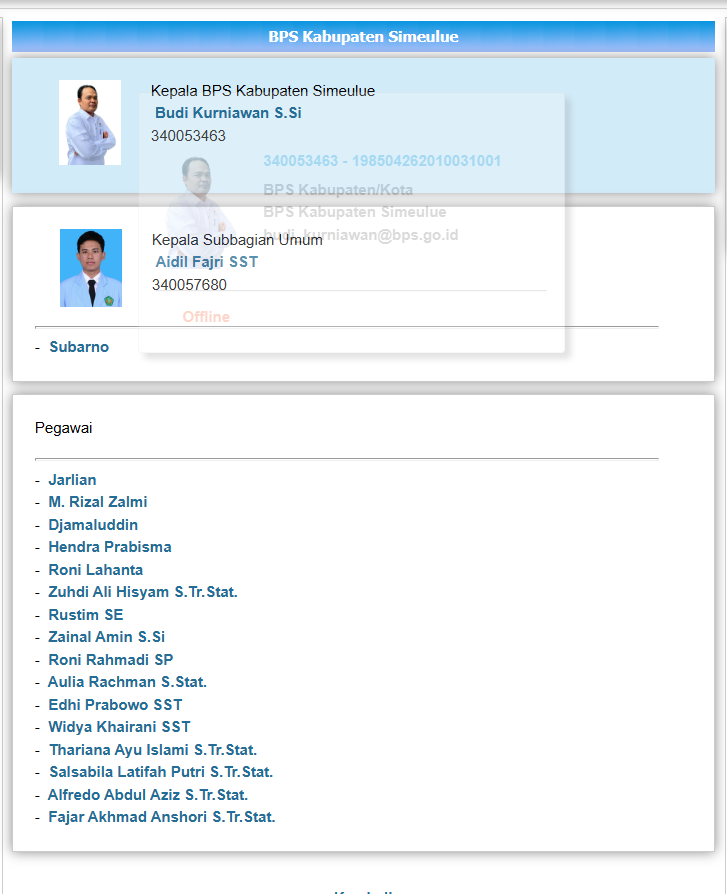 BPS Kabupaten Simeulue
Kepala BPS Kabupaten Simeulue
Budi Kurniawan S.Si
340053463
340053463 - 198504262010031001
BPS Kabupaten/Kota
BPS Kabupaten Simeulue
budi_kurniawan@bps.go.id
Kepala Subbagian Umum
Aidil Fajri SST
340057680
Offline
- Subarno
Pegawai
- Jarlian
- M. Rizal Zalmi
- Djamaluddin
- Hendra Prabisma
- Roni Lahanta
- Zuhdi Ali Hisyam S.Tr.Stat.
- Rustim SE
- Zainal Amin S.Si
- Roni Rahmadi SP
- Aulia Rachman S.Stat.
- Edhi Prabowo SST
- Widya Khairani SST
- Thariana Ayu Islami S.Tr.Stat.
- Salsabila Latifah Putri S.Tr.Stat.
- Alfredo Abdul Aziz S.Tr.Stat.
- Fajar Akhmad Anshori S.Tr.Stat.